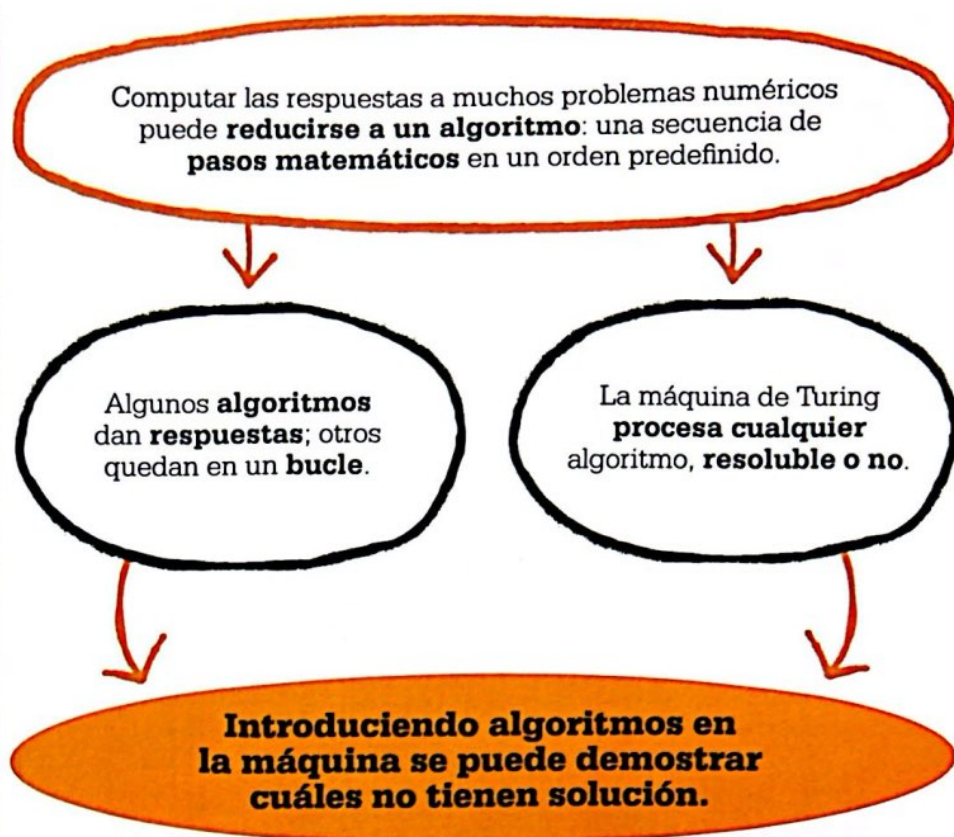 Computar las respuestas a muchos problemas numéricos
puede reducirse a un algoritmo: una secuencia de
pasos matemáticos en un orden predefinido.
Algunos algoritmos
dan respuestas; otros
quedan en un bucle.
La máquina de Turing
procesa cualquier
algoritmo, resoluble o no.
Introduciendo algoritmos en
la máquina se puede demostrar
cuáles no tienen solución.